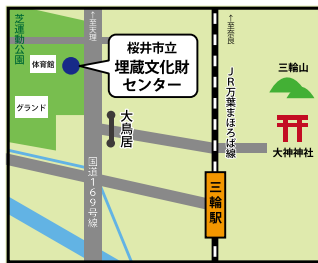 芝運動公園
↑至天理
↑至奈良
桜井市立
埋蔵文化財
センター
体育館
グランド
大鳥居
国道169号線
JR万葉まほろば線
三輪山
大神神社
三輪駅